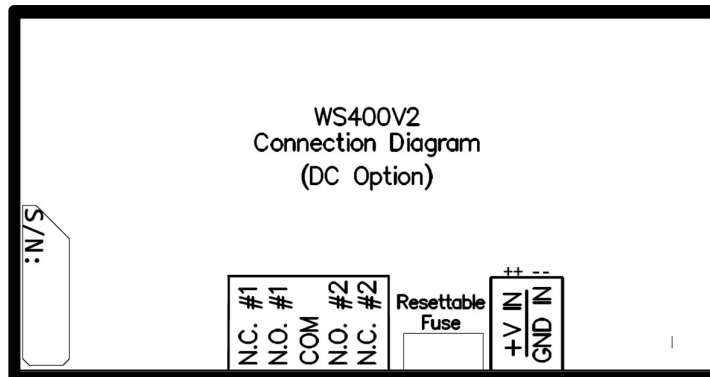 WS400V2
Connection Diagram
(DC Option)
S/N:
N.C. #1
N.O. #1
COM
N.O. #2
N.C. #2
Resettable
Fuse
++ --
+V IN
GND IN